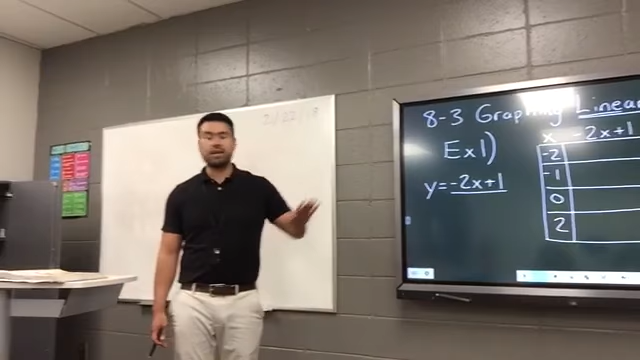 8-3 Graphing Linear
Ex1)
y=-2x+1
x -2x+1
-2
-1
0
2